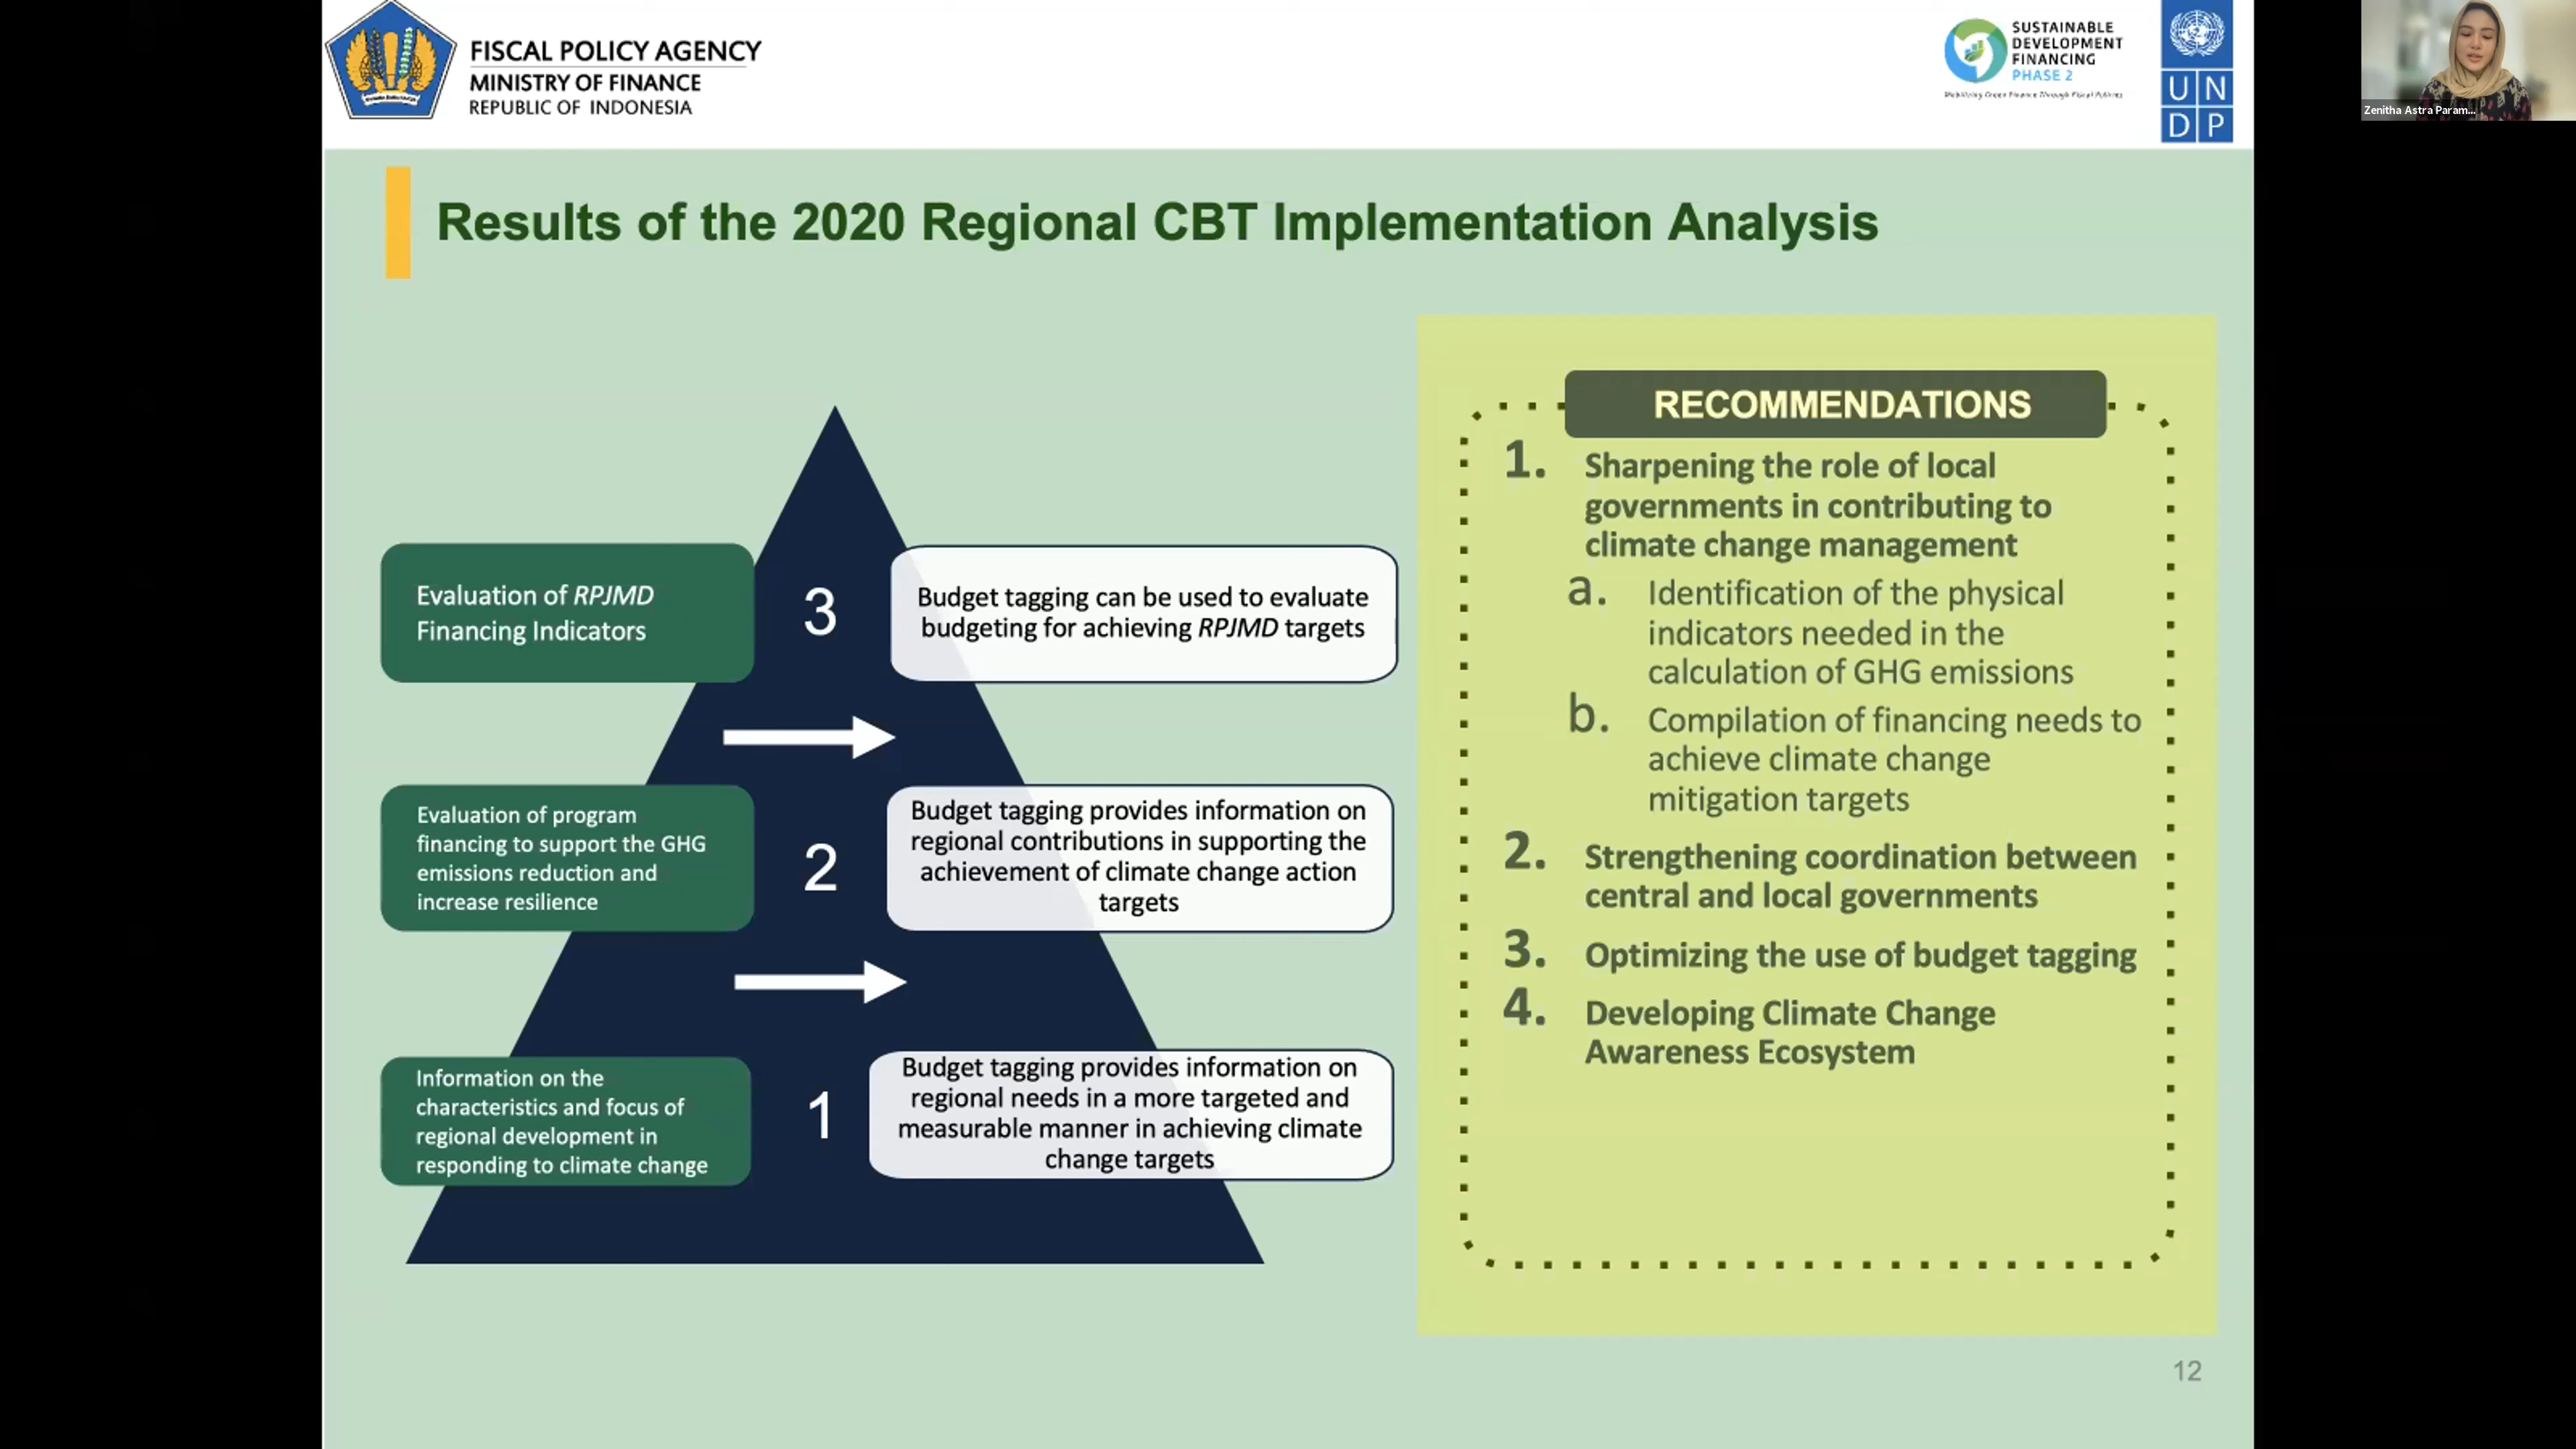 FISCAL POLICY AGENCY
MINISTRY OF FINANCE
REPUBLIC OF INDONESIA
SUSTAINABLE
DEVELOPMENT
FINANCING
PHASE 2
Mobilizing Green Finance Through Fiscal Policies
U N
D P
Zenitha Astra Param...
Results of the 2020 Regional CBT Implementation Analysis
Evaluation of RPJMD
Financing Indicators
3
Budget tagging can be used to evaluate
budgeting for achieving RPJMD targets
Evaluation of program
financing to support the GHG
emissions reduction and
increase resilience
2
Budget tagging provides information on
regional contributions in supporting the
achievement of climate change action
targets
Information on the
characteristics and focus of
regional development in
responding to climate change
1
Budget tagging provides information on
regional needs in a more targeted and
measurable manner in achieving climate
change targets
RECOMMENDATIONS
1. Sharpening the role of local
governments in contributing to
climate change management
a. Identification of the physical
indicators needed in the
calculation of GHG emissions
b. Compilation of financing needs to
achieve climate change
mitigation targets
2. Strengthening coordination between
central and local governments
3. Optimizing the use of budget tagging
4. Developing Climate Change
Awareness Ecosystem
12